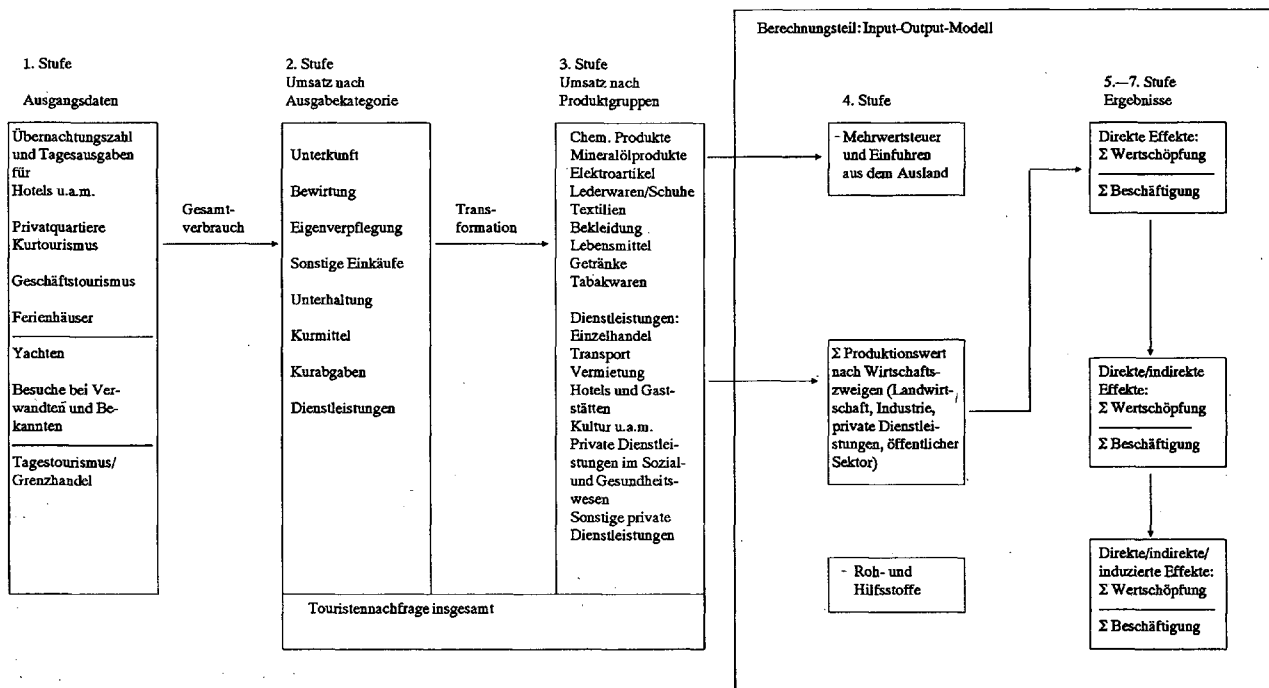 Berechnungsteil: Input-Output-Modell
1. Stufe
Ausgangsdaten
Übernachtungszahl
und Tagesausgaben
für
Hotels u.a.m.
Privatquartiere
Kurtourismus
Geschäftstourismus
Ferienhäuser
Yachten
Besuche bei Ver-
wandten und Be-
kannten
Tagestourismus/
Grenzhandel
Gesamt-
verbrauch
2. Stufe
Umsatz nach
Ausgabekategorie
Unterkunft
Bewirtung
Eigenverpflegung
Sonstige Einkäufe
Unterhaltung
Kurmittel
Kurabgaben
Dienstleistungen
Trans-
formation
3. Stufe
Umsatz nach
Produktgruppen
Chem. Produkte
Mineralölprodukte
Elektroartikel
Lederwaren/Schuhe
Textilien
Bekleidung
Lebensmittel
Getränke
Tabakwaren
Dienstleistungen:
Einzelhandel
Transport
Vermietung
Hotels und Gast-
stätten
Kultur u.a.m.
Private Dienstlei-
stungen im Sozial-
und Gesundheits-
wesen
Sonstige private
Dienstleistungen
Touristennachfrage insgesamt
4. Stufe
- Mehrwertsteuer
und Einfuhren
aus dem Ausland
Σ Produktionswert
nach Wirtschafts-
zweigen (Landwirt-
schaft, Industrie,
private Dienstlei-
stungen, öffentlicher
Sektor)
- Roh- und
Hilfsstoffe
5.—7. Stufe
Ergebnisse
Direkte Effekte:
Σ Wertschöpfung
Σ Beschäftigung
Direkte/indirekte
Effekte:
Σ Wertschöpfung
Σ Beschäftigung
Direkte/indirekte/
induzierte Effekte:
Σ Wertschöpfung
Σ Beschäftigung